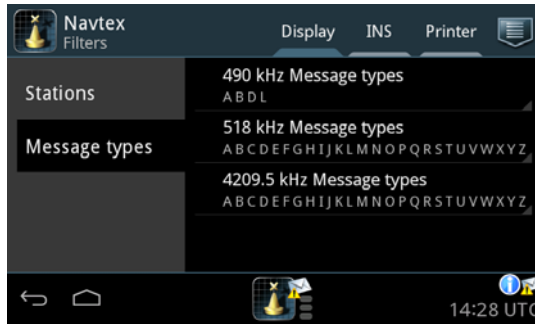 Navtex
Filters
Display INS Printer
Stations
Message types
490 kHz Message types
A B D L
518 kHz Message types
A B C D E F G H I J K L M N O P Q R S T U V W X Y Z
4209.5 kHz Message types
A B C D E F G H I J K L M N O P Q R S T U V W X Y Z
14:28 UTC